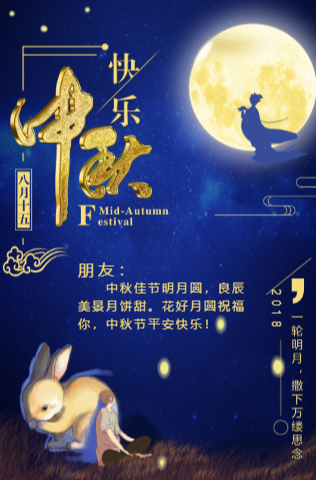 快乐
中秋
八月十五
Mid-Autumn
Festival
朋友：
中秋佳节明月圆，良辰
美景月饼甜。花好月圆祝福
你，中秋节平安快乐！
2018
一轮明月，撒下万缕思念